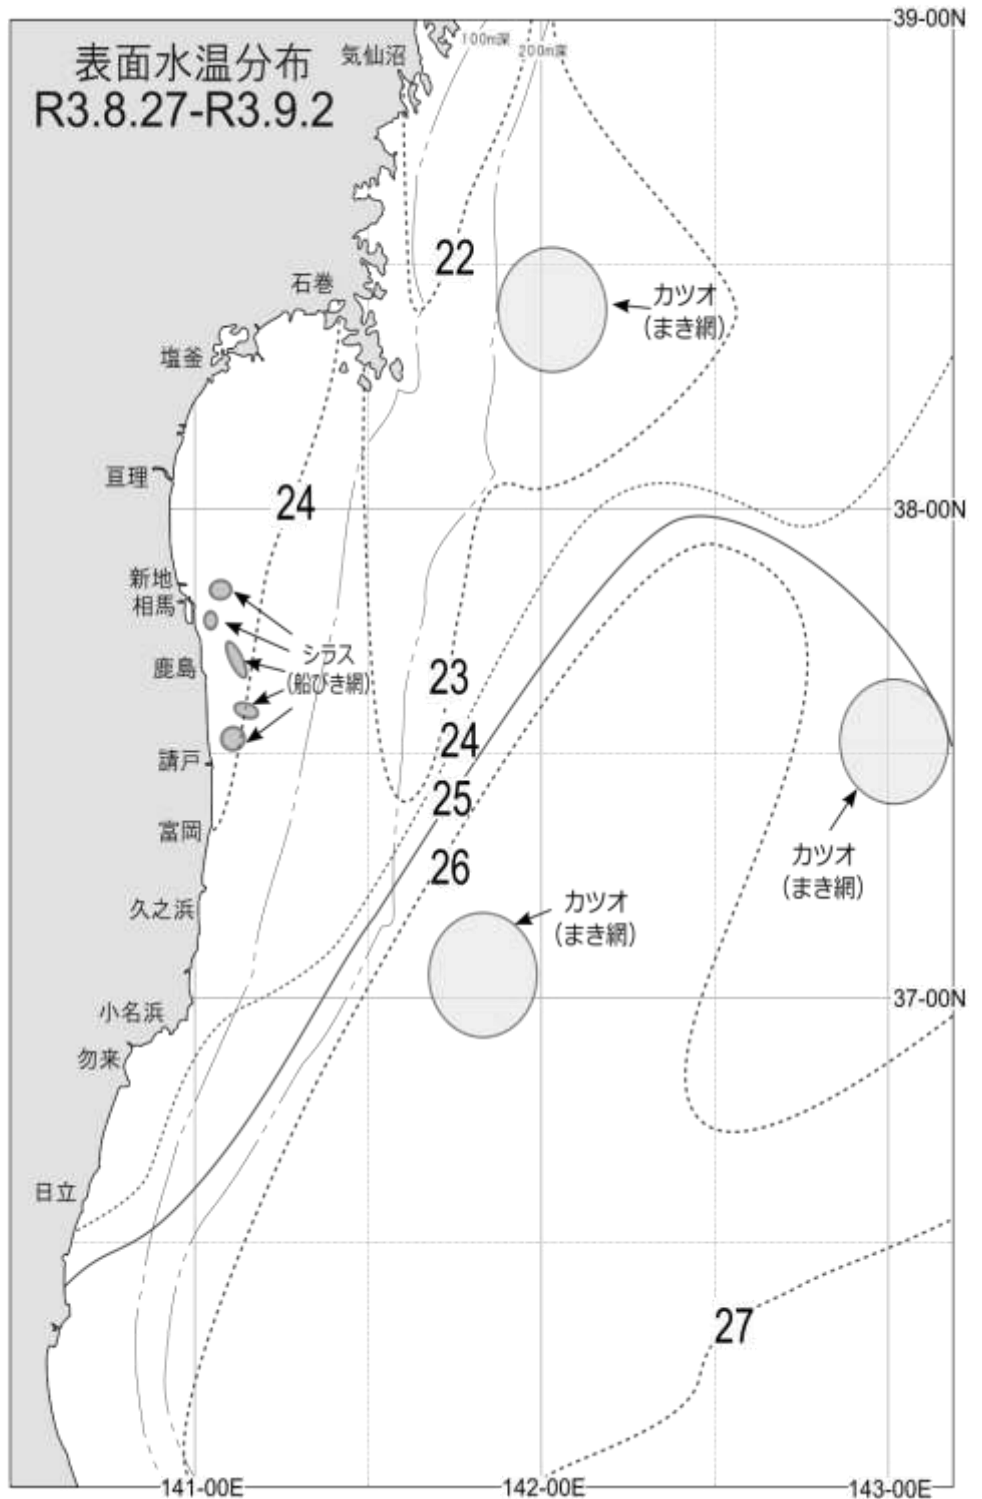 39-00N
100m深
200m深
気仙沼
表面水温分布
R3.8.27-R3.9.2
22
石巻
カツオ
(まき網)
塩釜
亘理
24
38-00N
新地
相馬
シラス
(船びき網)
鹿島
23
24
請戸
25
富岡
26
カツオ
(まき網)
カツオ
(まき網)
久之浜
37-00N
小名浜
勿来
日立
27
141-00E
142-00E
143-00E